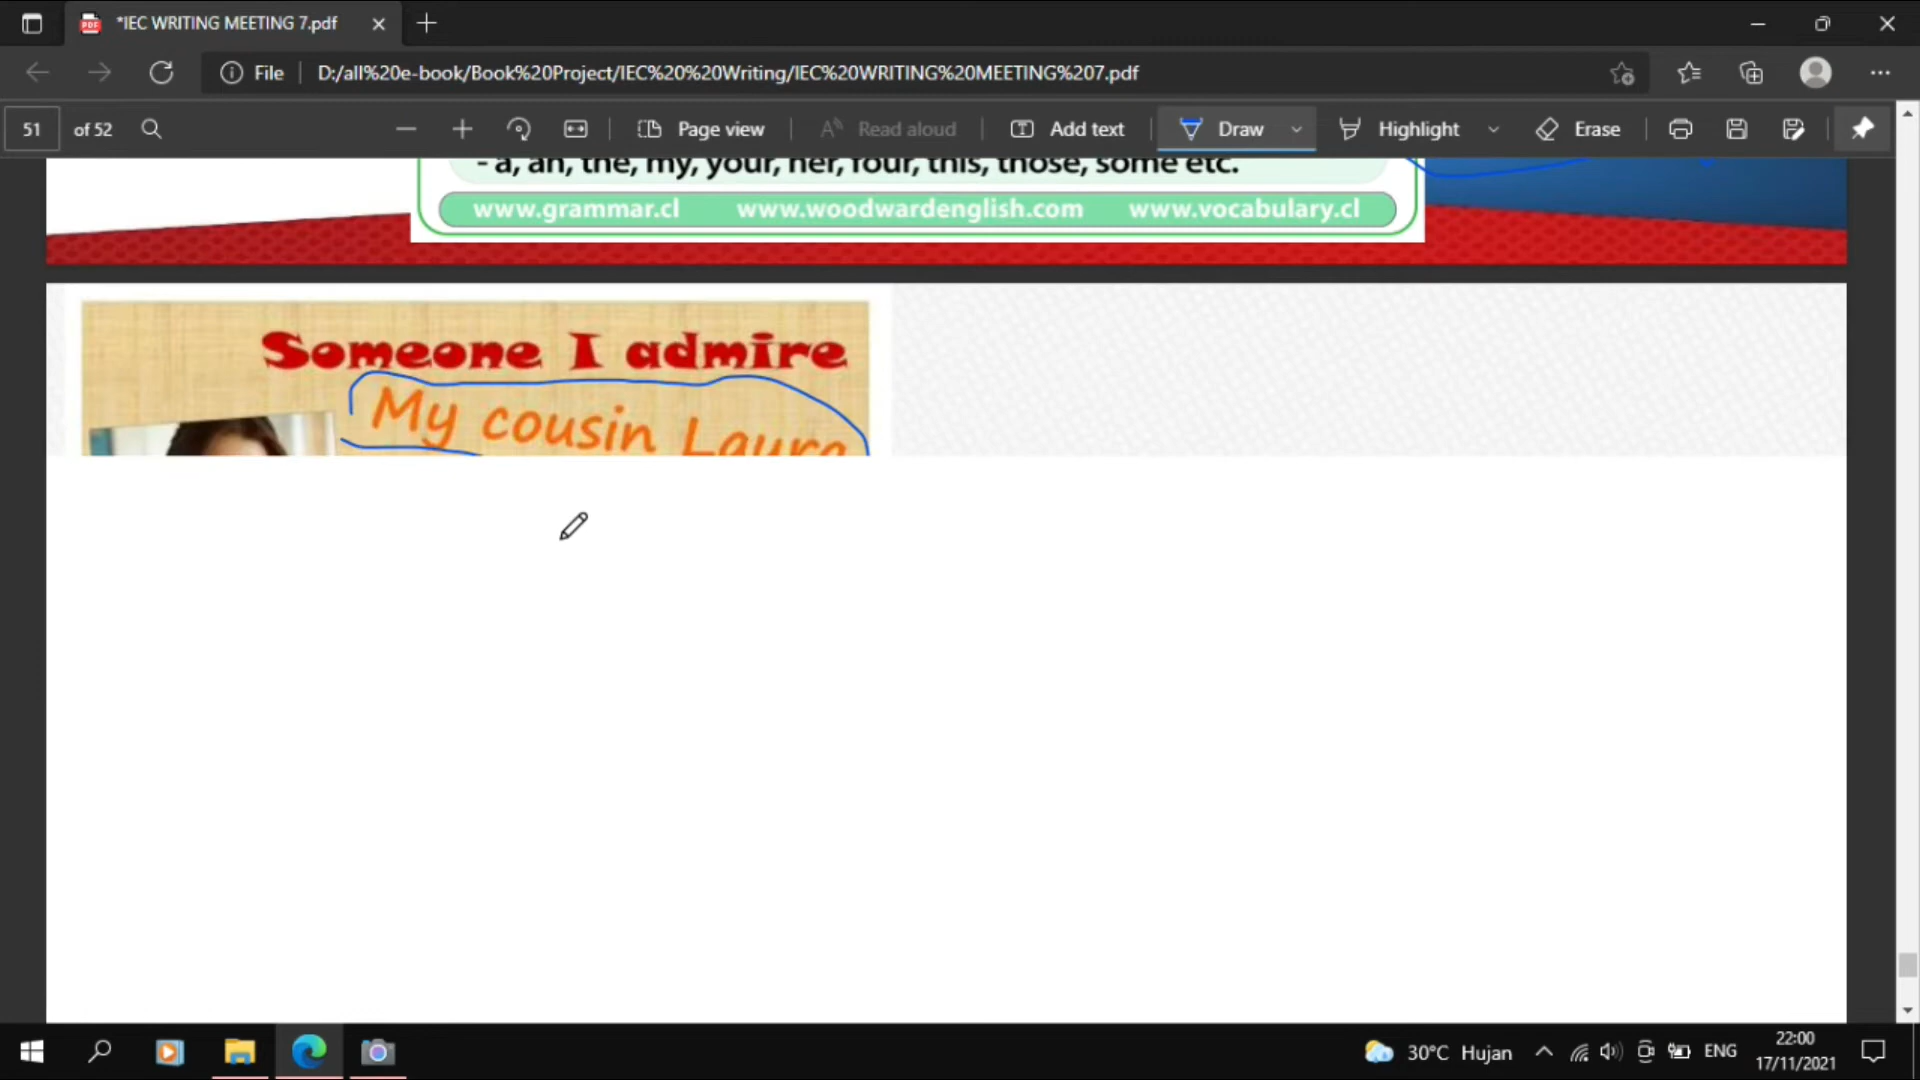 *IEC WRITING MEETING 7.pdf
File D:/all%20e-book/Book%20Project/IEC%20%20Writing/IEC%20WRITING%20MEETING%207.pdf
51 of 52 Page view Read aloud Add text Draw Highlight Erase
- a, an, the, my, your, her, four, this, those, some etc.
www.grammar.cl www.woodwardenglish.com www.vocabulary.cl
Someone I admire
My cousin Laura
30°C Hujan ENG 22:00
17/11/2021